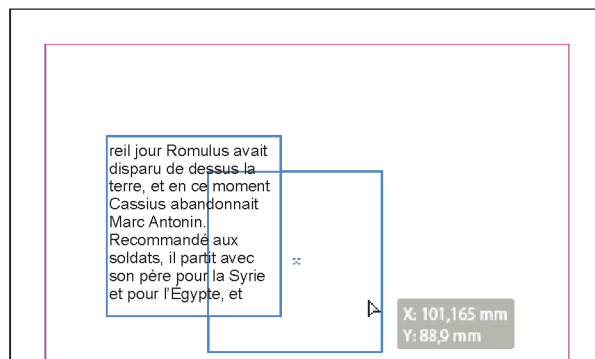 reil jour Romulus avait
disparu de dessus la
terre, et en ce moment
Cassius abandonnait
Marc Antonin.
Recommandé aux
soldats, il partit avec
son père pour la Syrie
et pour l'Égypte, et
X: 101,165 mm
Y: 88,9 mm